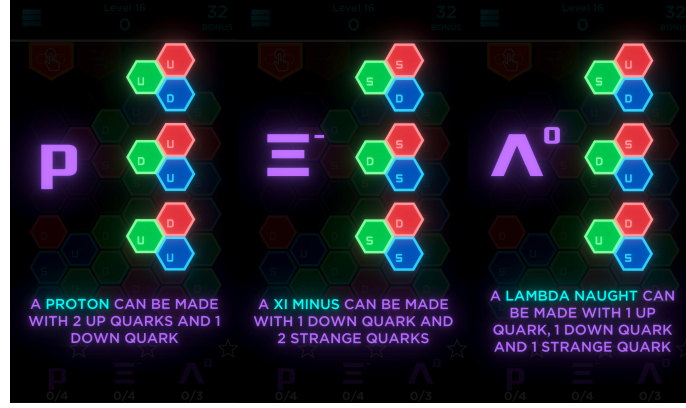 Level 16
0
32
BONUS
U
U
D
U
D
U
D
U
U
p
A PROTON CAN BE MADE
WITH 2 UP QUARKS AND 1
DOWN QUARK
p
Ξ⁻
Λ⁰
0/4
0/4
0/3
Level 16
0
32
BONUS
S
S
D
S
D
S
D
S
S
Ξ⁻
A XI MINUS CAN BE MADE
WITH 1 DOWN QUARK AND
2 STRANGE QUARKS
p
Ξ⁻
Λ⁰
0/4
0/4
0/3
Level 16
0
32
BONUS
U
S
D
S
D
U
D
U
S
Λ⁰
A LAMBDA NAUGHT CAN
BE MADE WITH 1 UP
QUARK, 1 DOWN QUARK
AND 1 STRANGE QUARK
p
Ξ⁻
Λ⁰
0/4
0/4
0/3